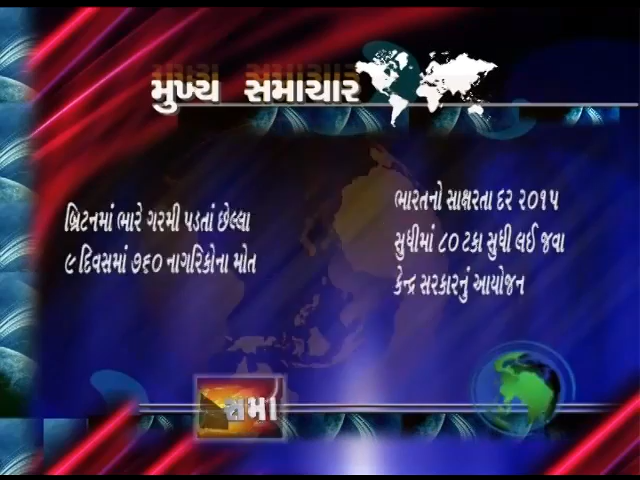 મુખ્ય સમાચાર
બ્રિટનમાં ભારે ગરમી પડતાં છેલ્લા
૯ દિવસમાં ૭૬૦ નાગરિકોના મોત
ભારતનો સાક્ષરતા દર ૨૦૧૫
સુધીમાં ૮૦ ટકા સુધી લઈ જવા
કેન્દ્ર સરકારનું આયોજન
સમા